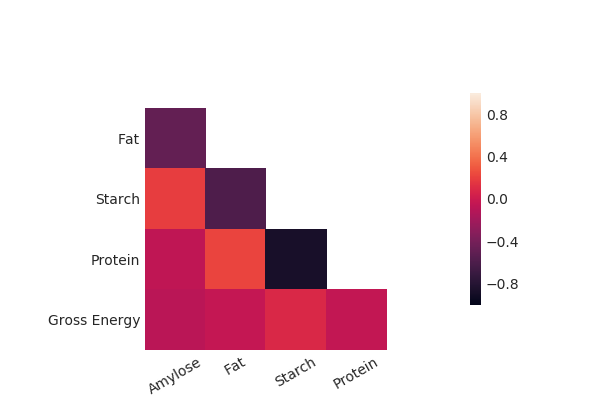 0.8
Fat
0.4
Starch
0.0
−0.4
Protein
−0.8
Gross Energy
Amylose
Fat
Starch
Protein